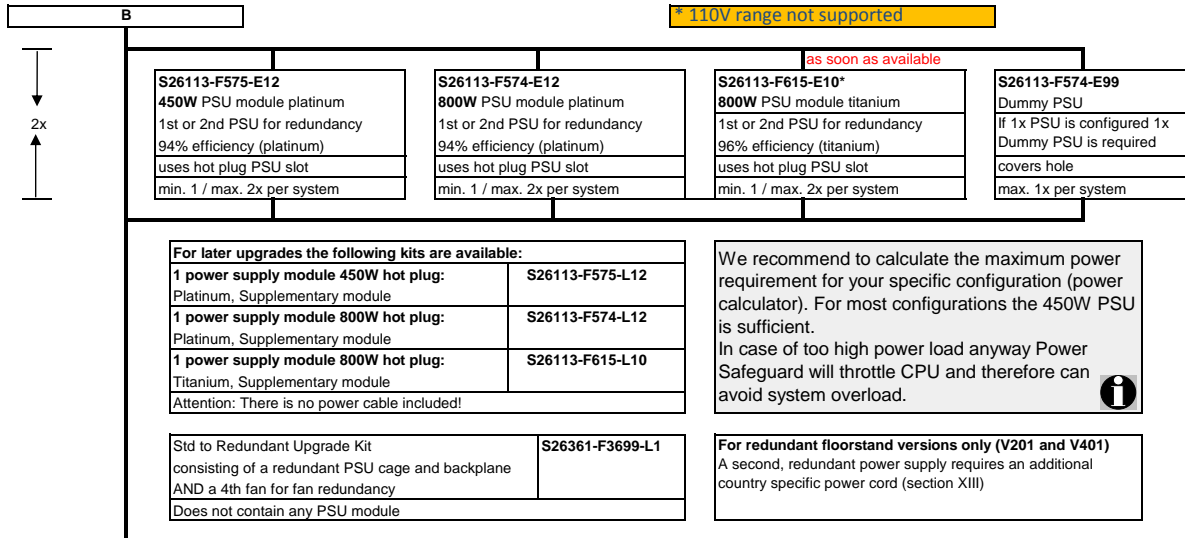 B
* 110V range not supported
as soon as available
2x
S26113-F575-E12
450W PSU module platinum
1st or 2nd PSU for redundancy
94% efficiency (platinum)
uses hot plug PSU slot
min. 1 / max. 2x per system
S26113-F574-E12
800W PSU module platinum
1st or 2nd PSU for redundancy
94% efficiency (platinum)
uses hot plug PSU slot
min. 1 / max. 2x per system
S26113-F615-E10*
800W PSU module titanium
1st or 2nd PSU for redundancy
96% efficiency (titanium)
uses hot plug PSU slot
min. 1 / max. 2x per system
S26113-F574-E99
Dummy PSU
If 1x PSU is configured 1x
Dummy PSU is required
covers hole
max. 1x per system
For later upgrades the following kits are available:
1 power supply module 450W hot plug: S26113-F575-L12
Platinum, Supplementary module
1 power supply module 800W hot plug: S26113-F574-L12
Platinum, Supplementary module
1 power supply module 800W hot plug: S26113-F615-L10
Titanium, Supplementary module
Attention: There is no power cable included!
We recommend to calculate the maximum power
requirement for your specific configuration (power
calculator). For most configurations the 450W PSU
is sufficient.
In case of too high power load anyway Power
Safeguard will throttle CPU and therefore can
avoid system overload.
Std to Redundant Upgrade Kit S26361-F3699-L1
consisting of a redundant PSU cage and backplane
AND a 4th fan for fan redundancy
Does not contain any PSU module
For redundant floorstand versions only (V201 and V401)
A second, redundant power supply requires an additional
country specific power cord (section XIII)